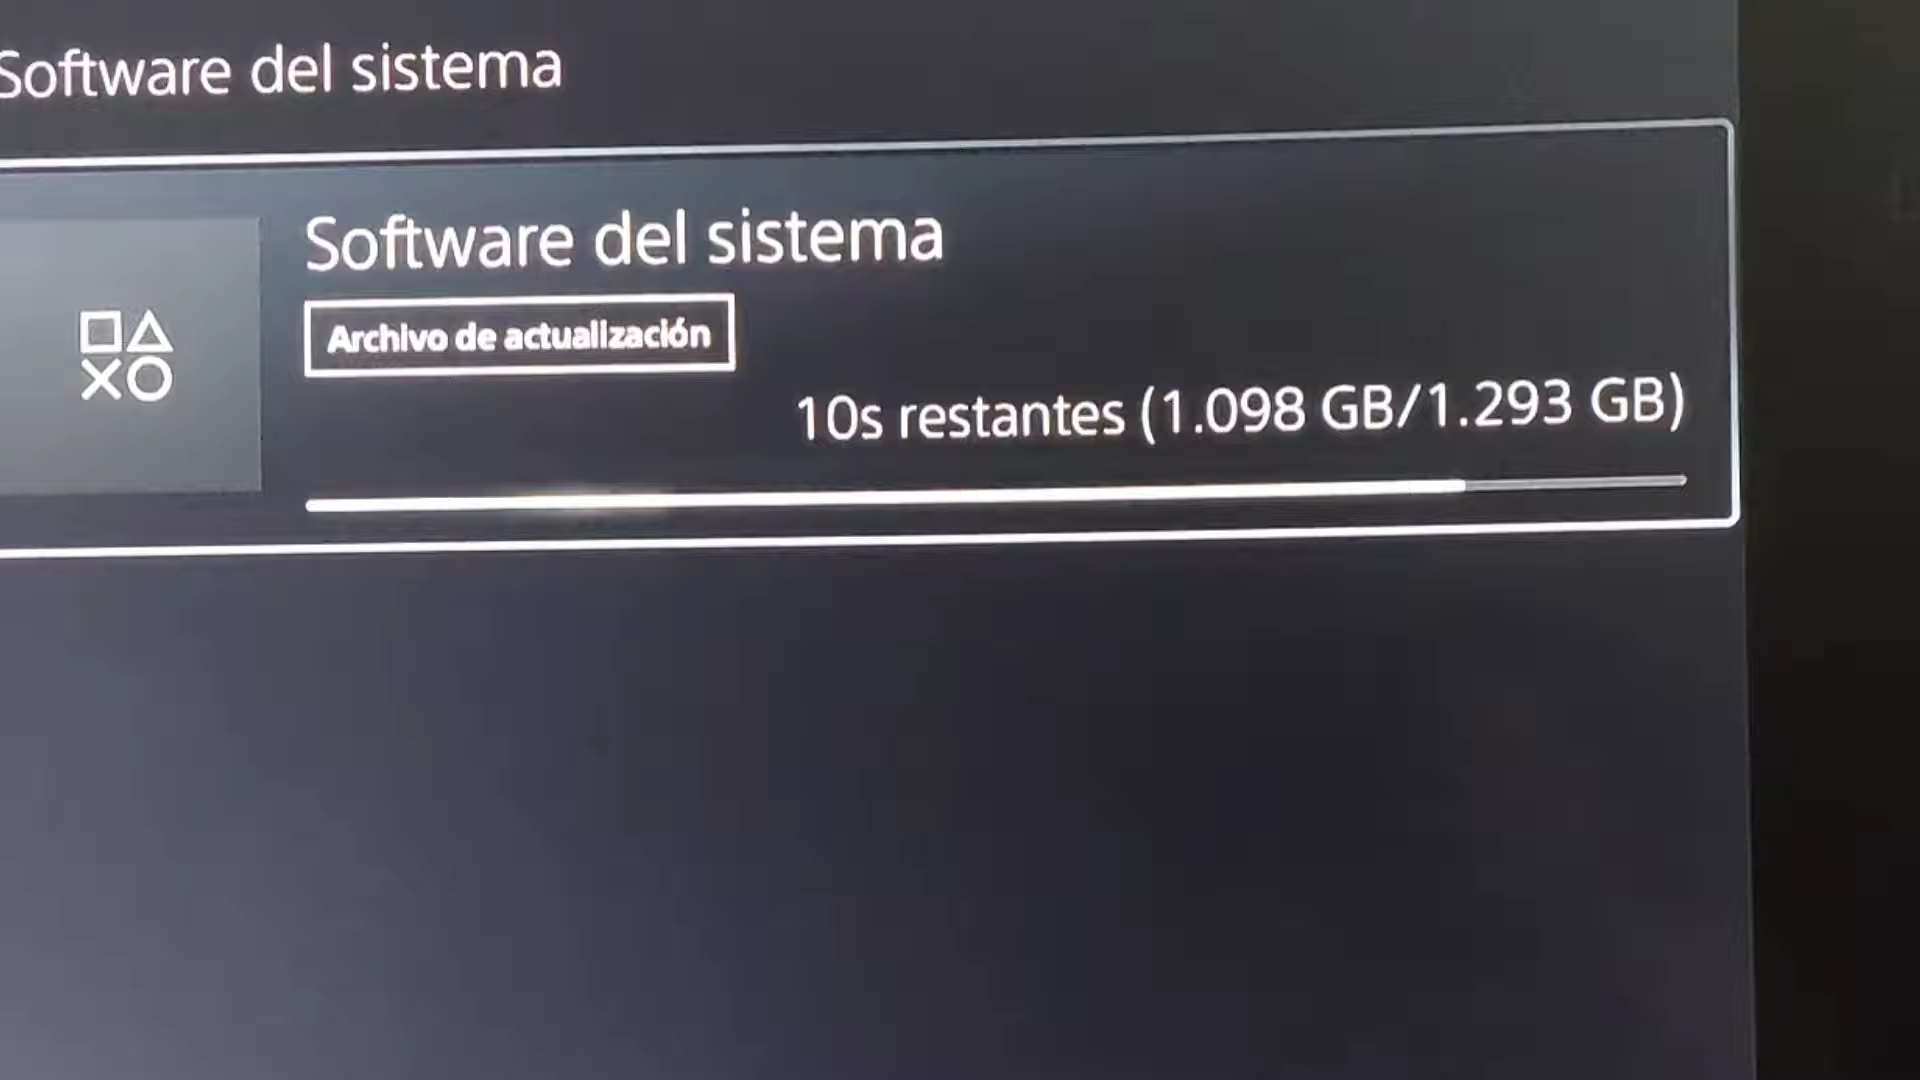 Software del sistema
Software del sistema
Archivo de actualización
10s restantes (1.098 GB/1.293 GB)